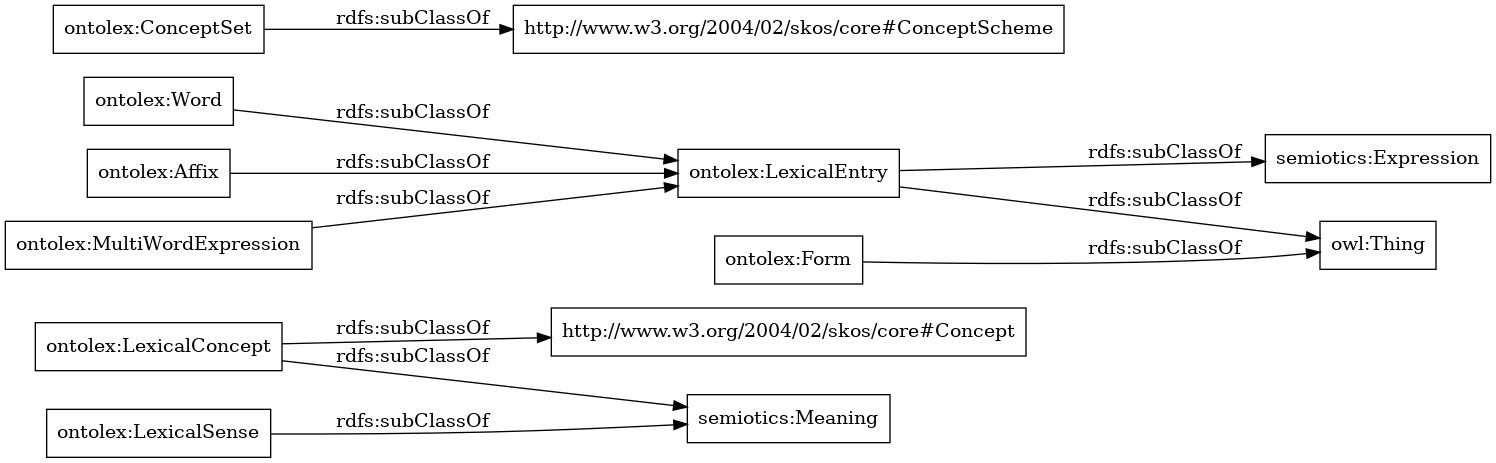 ontolex:ConceptSet
rdfs:subClassOf
http://www.w3.org/2004/02/skos/core#ConceptScheme
ontolex:Word
rdfs:subClassOf
ontolex:Affix
rdfs:subClassOf
ontolex:MultiWordExpression
rdfs:subClassOf
ontolex:LexicalEntry
rdfs:subClassOf
semiotics:Expression
rdfs:subClassOf
owl:Thing
ontolex:Form
rdfs:subClassOf
ontolex:LexicalConcept
rdfs:subClassOf
http://www.w3.org/2004/02/skos/core#Concept
rdfs:subClassOf
semiotics:Meaning
ontolex:LexicalSense
rdfs:subClassOf